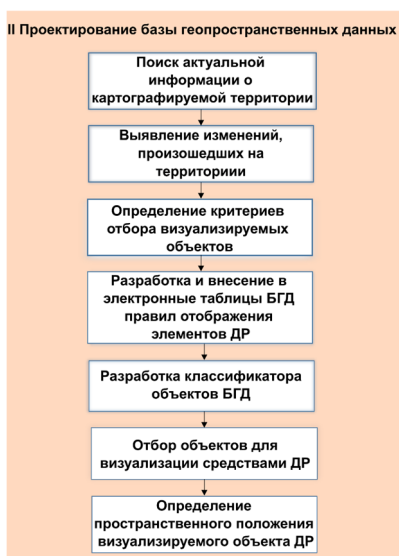 II Проектирование базы геопространственных данных
Поиск актуальной
информации о
картографируемой территории
Выявление изменений,
произошедших на
территориии
Определение критериев
отбора визуализируемых
объектов
Разработка и внесение в
электронные таблицы БГД
правил отображения
элементов ДР
Разработка классификатора
объектов БГД
Отбор объектов для
визуализации средствами ДР
Определение
пространственного положения
визуализируемого объекта ДР